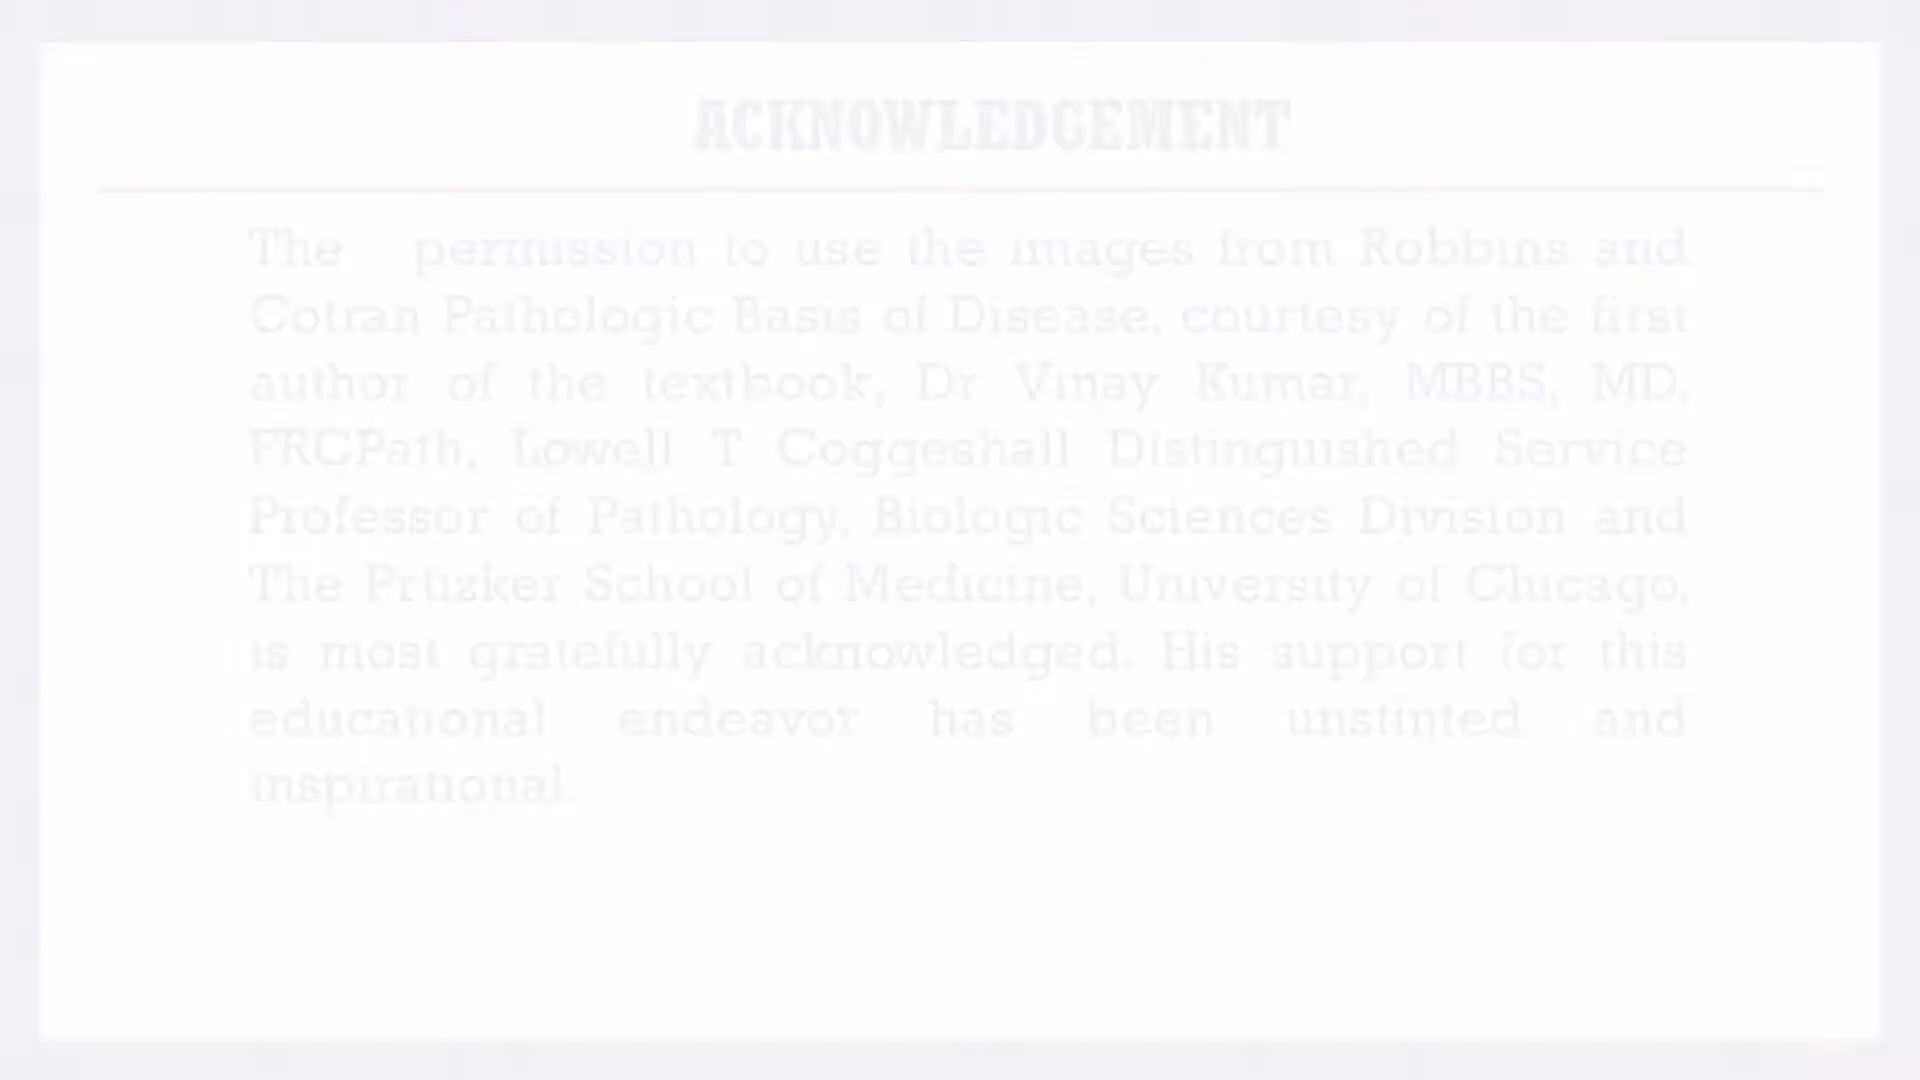 ACKNOWLEDGEMENT
The permission to use the images from Robbins and
Cotran Pathologic Basis of Disease, courtesy of the first
author of the textbook, Dr Vinay Kumar, MBBS, MD,
FRCPath, Lowell T Coggeshall Distinguished Service
Professor of Pathology, Biologic Sciences Division and
The Prtizker School of Medicine, University of Chicago,
is most gratefully acknowledged. His support for this
educational endeavor has been unstinted and
inspirational.